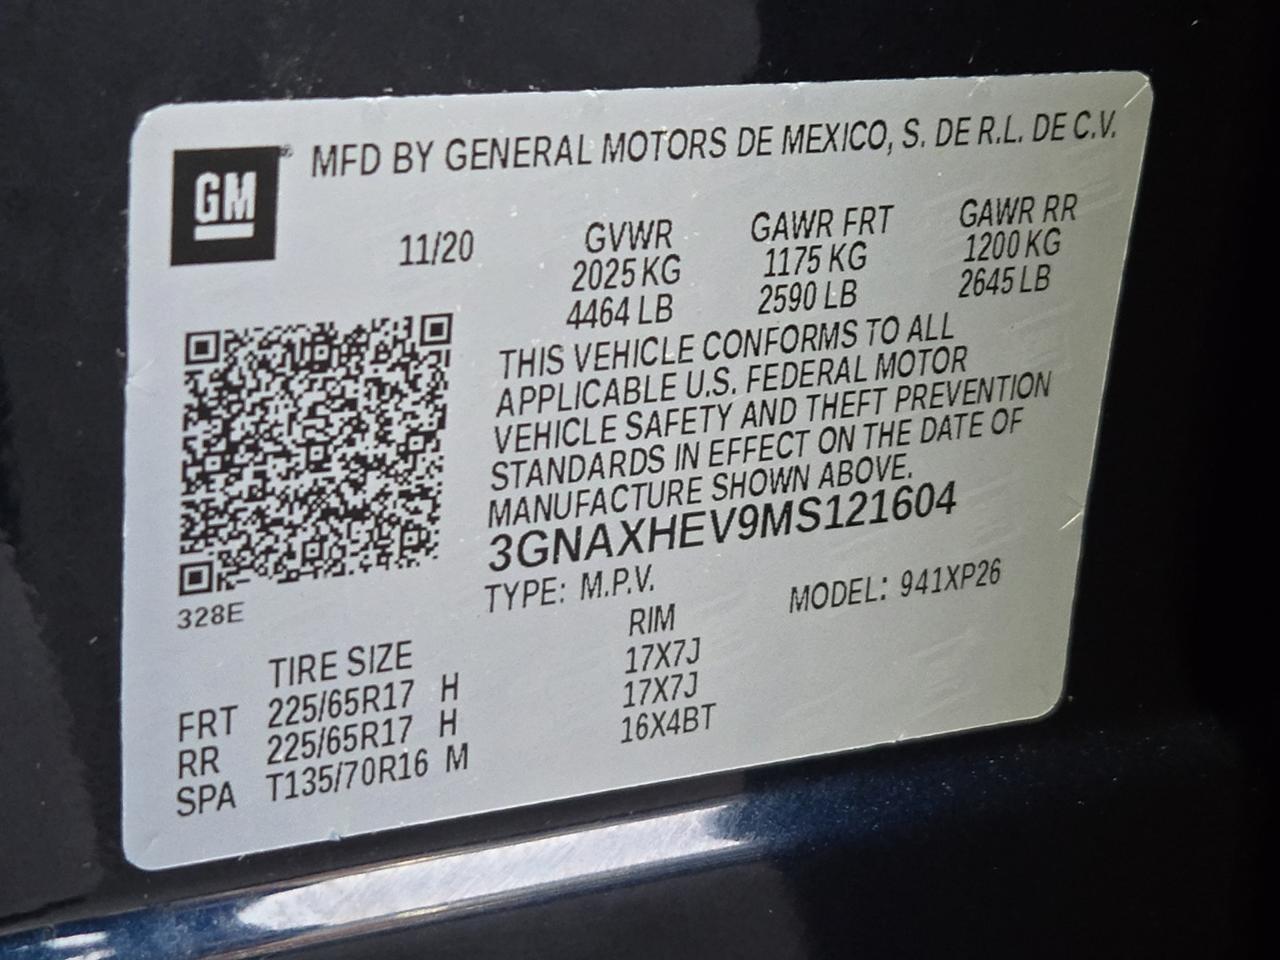 GM
MFD BY GENERAL MOTORS DE MEXICO, S. DE R.L. DE C.V.
11/20 GVWR GAWR FRT GAWR RR
2025 KG 1175 KG 1200 KG
4464 LB 2590 LB 2645 LB
THIS VEHICLE CONFORMS TO ALL
APPLICABLE U.S. FEDERAL MOTOR
VEHICLE SAFETY AND THEFT PREVENTION
STANDARDS IN EFFECT ON THE DATE OF
MANUFACTURE SHOWN ABOVE.
3GNAXHEV9MS121604
TYPE: M.P.V. MODEL: 941XP26
328E
TIRE SIZE RIM
FRT 225/65R17 H 17X7J
RR 225/65R17 H 17X7J
SPA T135/70R16 M 16X4BT